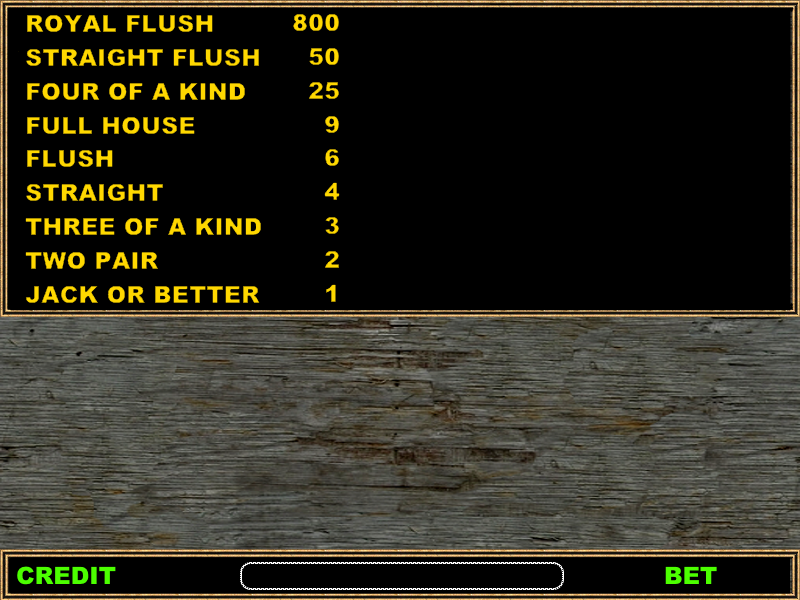 ROYAL FLUSH 800
STRAIGHT FLUSH 50
FOUR OF A KIND 25
FULL HOUSE 9
FLUSH 6
STRAIGHT 4
THREE OF A KIND 3
TWO PAIR 2
JACK OR BETTER 1
CREDIT BET